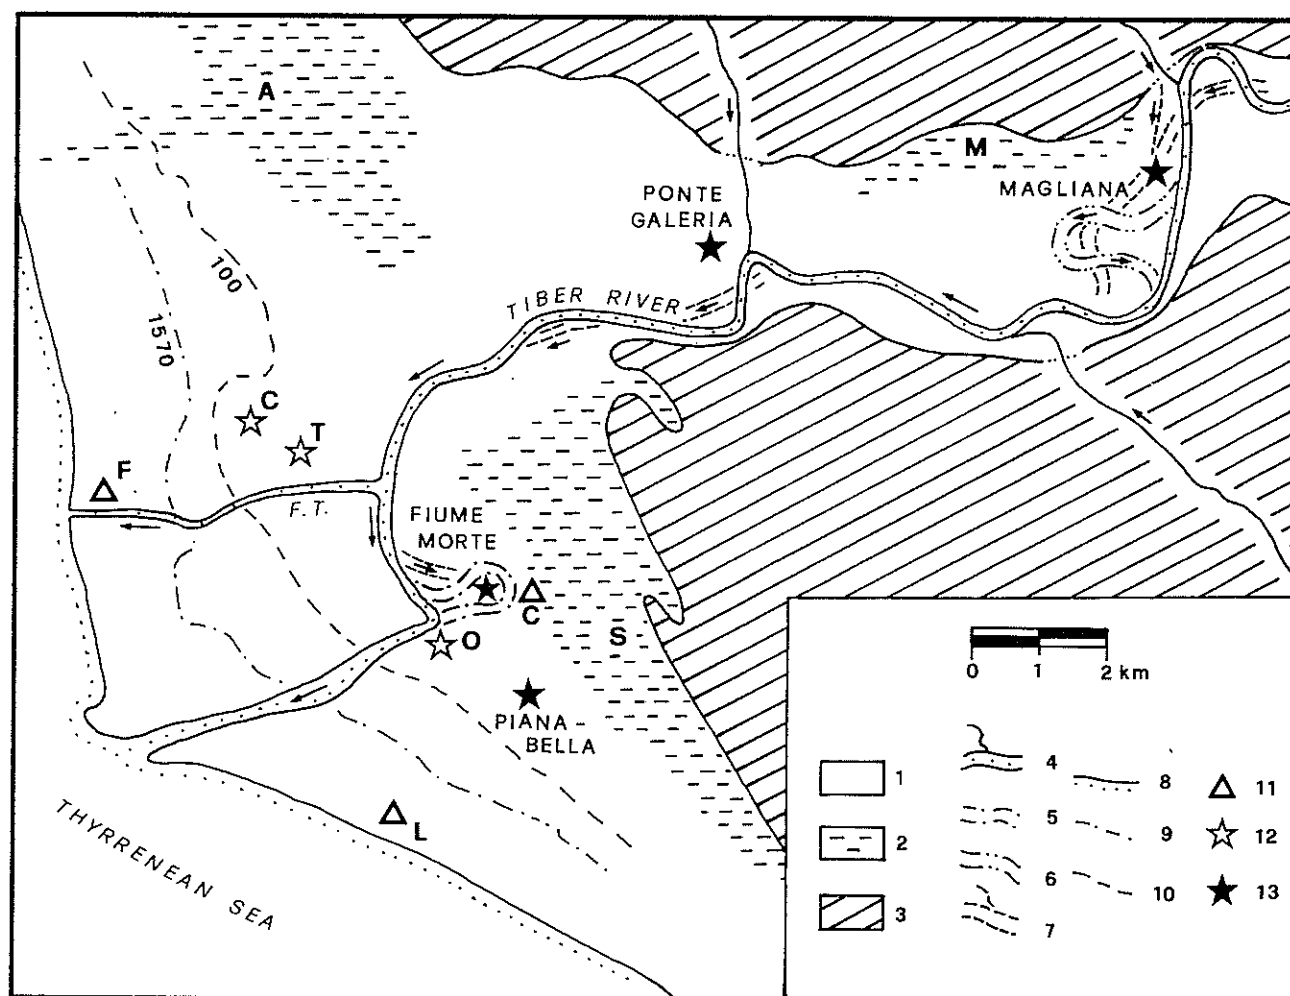 A
M
MAGLIANA
PONTE
GALERIA
100
1570
TIBER RIVER
C
T
F
F.T.
FIUME
MORTE
C
O
S
PIANA-
BELLA
L
THYRRENEAN SEA
0 1 2 km
1
2
3
4
5
6
7
8
9
10
11
12
13